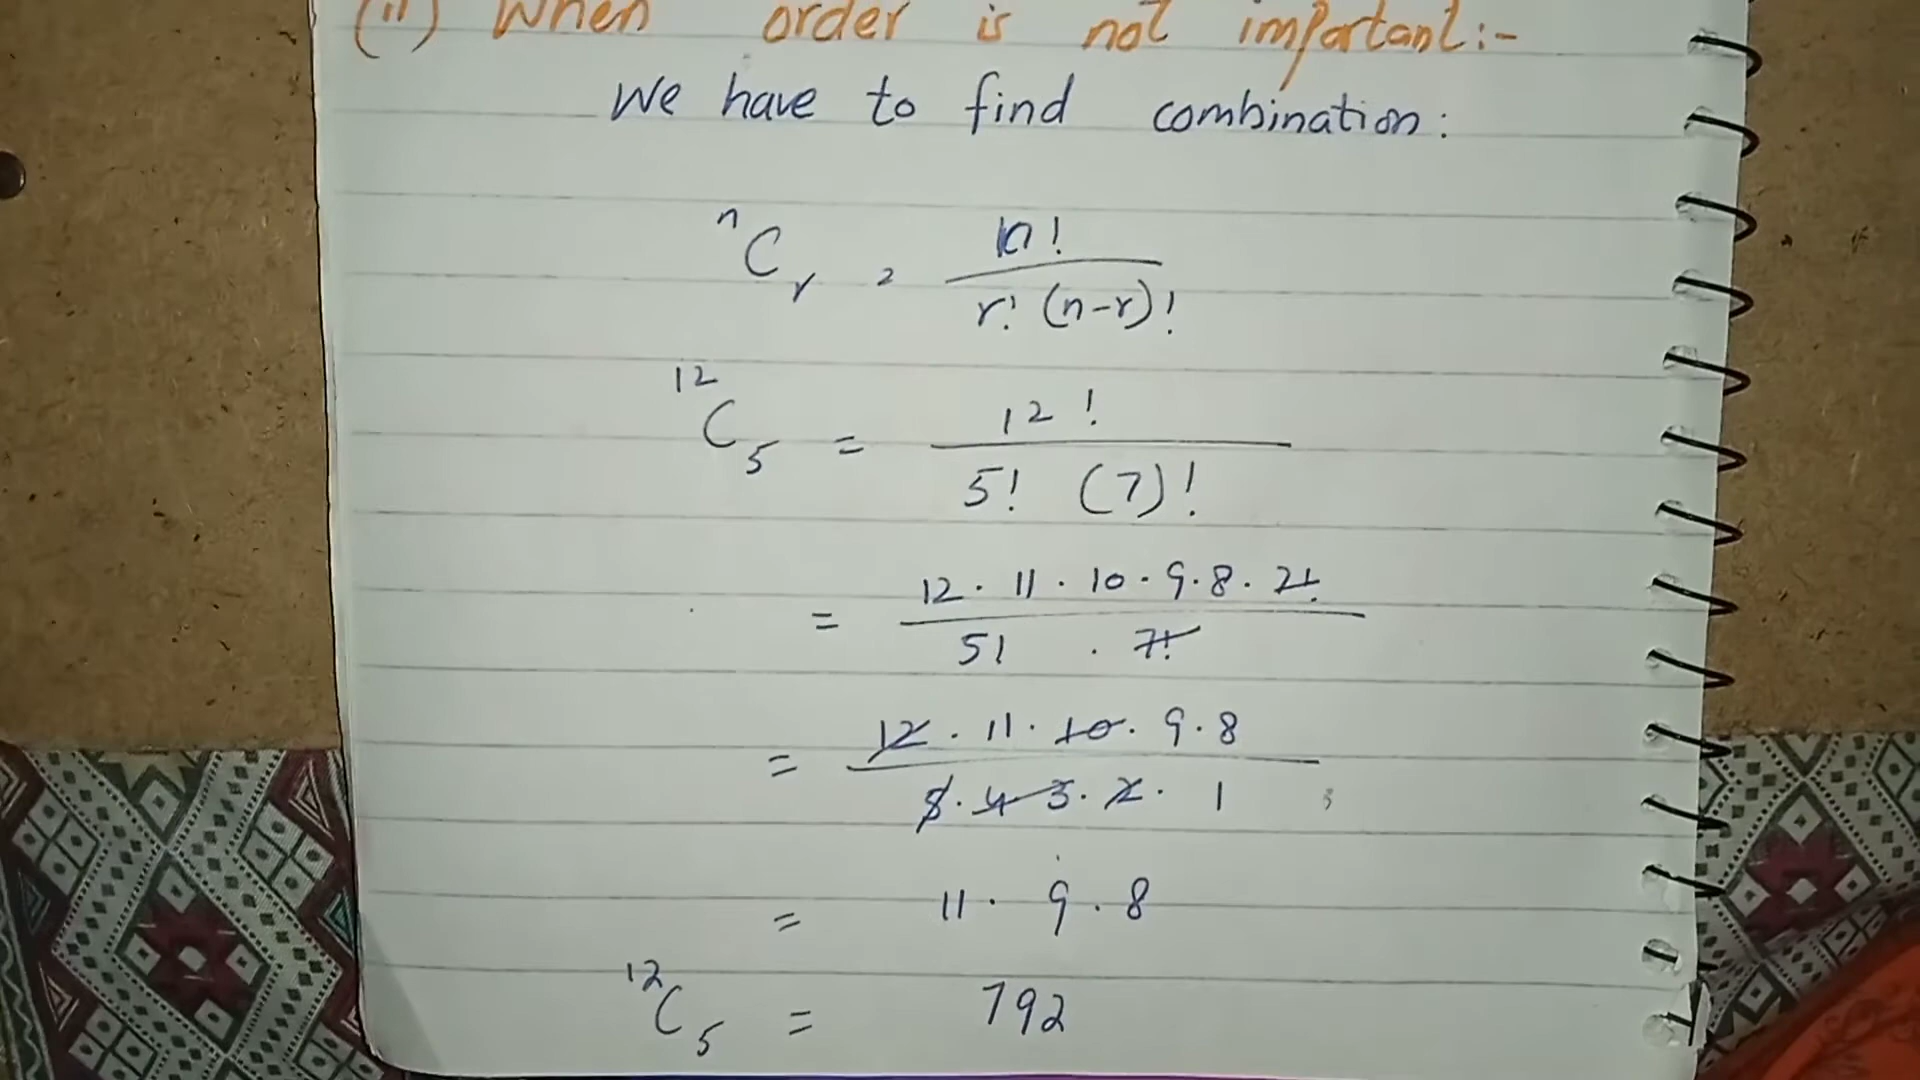 (ii) When order is not important:-
We have to find combination:
ⁿCᵣ = n! / r! (n-r)!
¹²C₅ = 12! / 5! (7)!
= 12 . 11 . 10 . 9 . 8 . 7! / 5! . 7!
= 12 . 11 . 10 . 9 . 8 / 5 . 4 . 3 . 2 . 1
= 11 . 9 . 8
¹²C₅ = 792